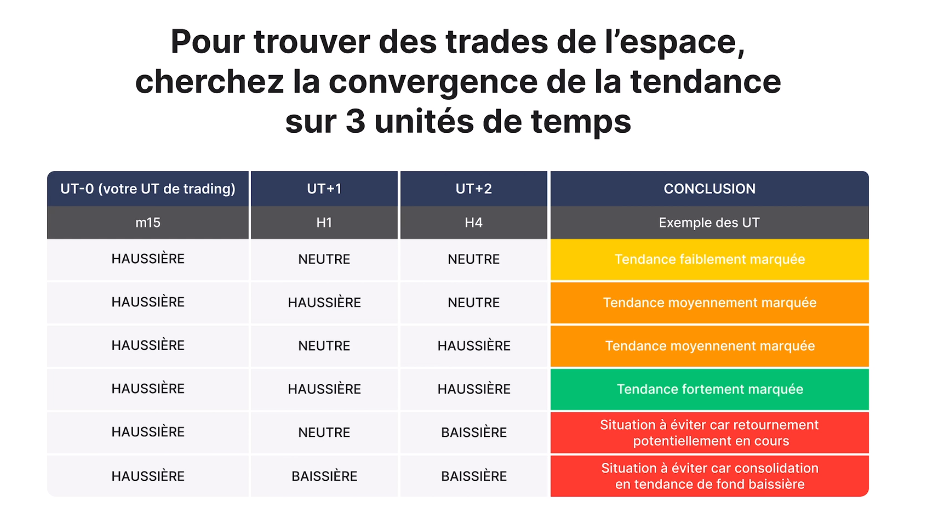 Pour trouver des trades de l’espace,
cherchez la convergence de la tendance
sur 3 unités de temps
UT-0 (votre UT de trading) UT+1 UT+2 CONCLUSION
m15 H1 H4 Exemple des UT
HAUSSIÈRE NEUTRE NEUTRE Tendance faiblement marquée
HAUSSIÈRE HAUSSIÈRE NEUTRE Tendance moyennement marquée
HAUSSIÈRE NEUTRE HAUSSIÈRE Tendance moyennenent marquée
HAUSSIÈRE HAUSSIÈRE HAUSSIÈRE Tendance fortement marquée
HAUSSIÈRE NEUTRE BAISSIÈRE Situation à éviter car retournement
potentiellement en cours
HAUSSIÈRE BAISSIÈRE BAISSIÈRE Situation à éviter car consolidation
en tendance de fond baissière